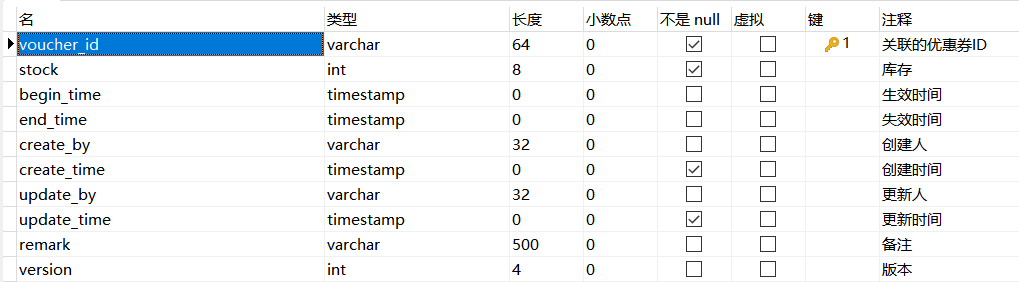 名 类型 长度 小数点 不是 null 虚拟 键 注释
voucher_id varchar 64 0 1 关联的优惠券ID
stock int 8 0 库存
begin_time timestamp 0 0 生效时间
end_time timestamp 0 0 失效时间
create_by varchar 32 0 创建人
create_time timestamp 0 0 创建时间
update_by varchar 32 0 更新人
update_time timestamp 0 0 更新时间
remark varchar 500 0 备注
version int 4 0 版本